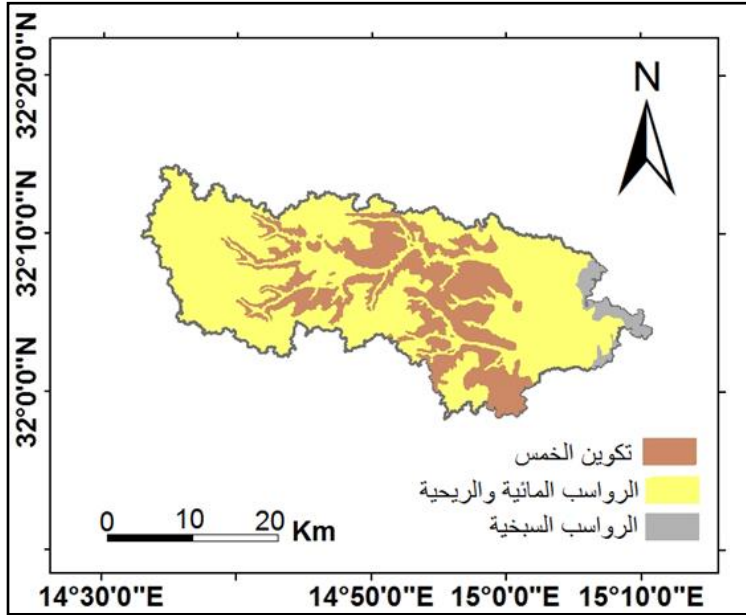 32°20'0"N
N
32°10'0"N
32°0'0"N
تكوين الخمس
الرواسب المائية والريحية
الرواسب السبخية
0 10 20 Km
14°30'0"E 14°50'0"E 15°0'0"E 15°10'0"E